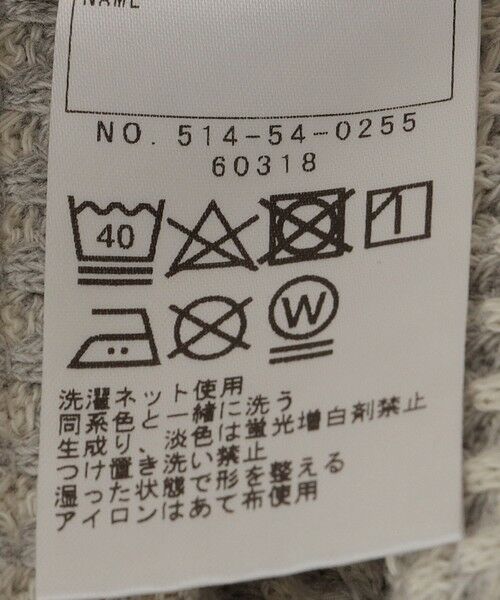 NAME
NO. 514-54-0255
60318
40
W
洗濯ネット使用
同系色と一緒に洗う
生成り、淡色は蛍光増白剤禁止
つけ置き洗い禁止
湿った状態で形を整える
アイロンはあて布使用